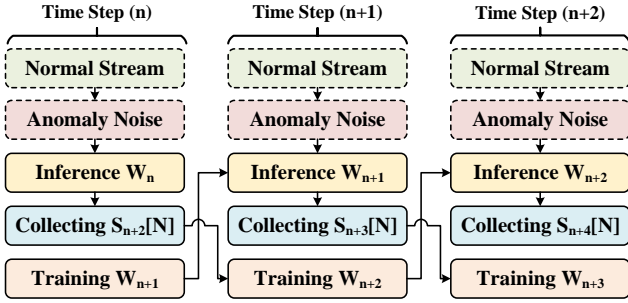 Time Step (n)
Time Step (n+1)
Time Step (n+2)
Normal Stream
Normal Stream
Normal Stream
Anomaly Noise
Anomaly Noise
Anomaly Noise
Inference Wn
Inference Wn+1
Inference Wn+2
Collecting Sn+2[N]
Collecting Sn+3[N]
Collecting Sn+4[N]
Training Wn+1
Training Wn+2
Training Wn+3